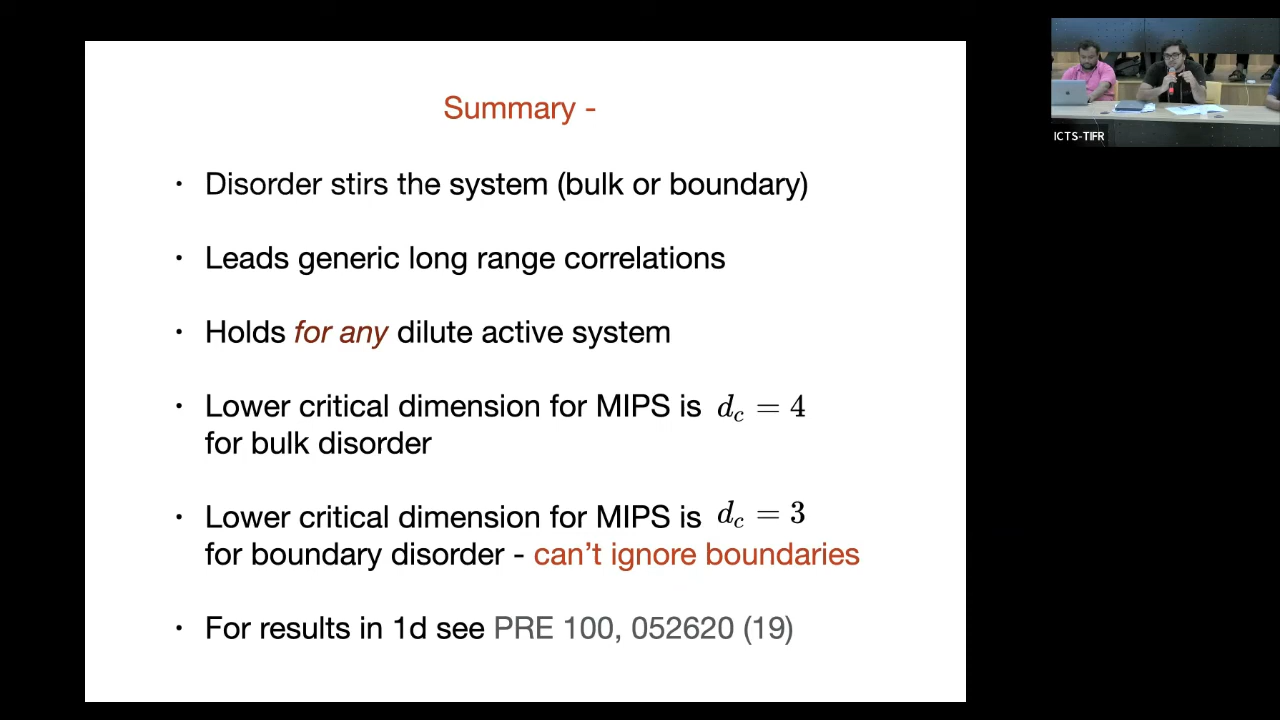 Summary -
• Disorder stirs the system (bulk or boundary)
• Leads generic long range correlations
• Holds for any dilute active system
• Lower critical dimension for MIPS is d_c = 4
for bulk disorder
• Lower critical dimension for MIPS is d_c = 3
for boundary disorder - can't ignore boundaries
• For results in 1d see PRE 100, 052620 (19)
ICTS-TIFR